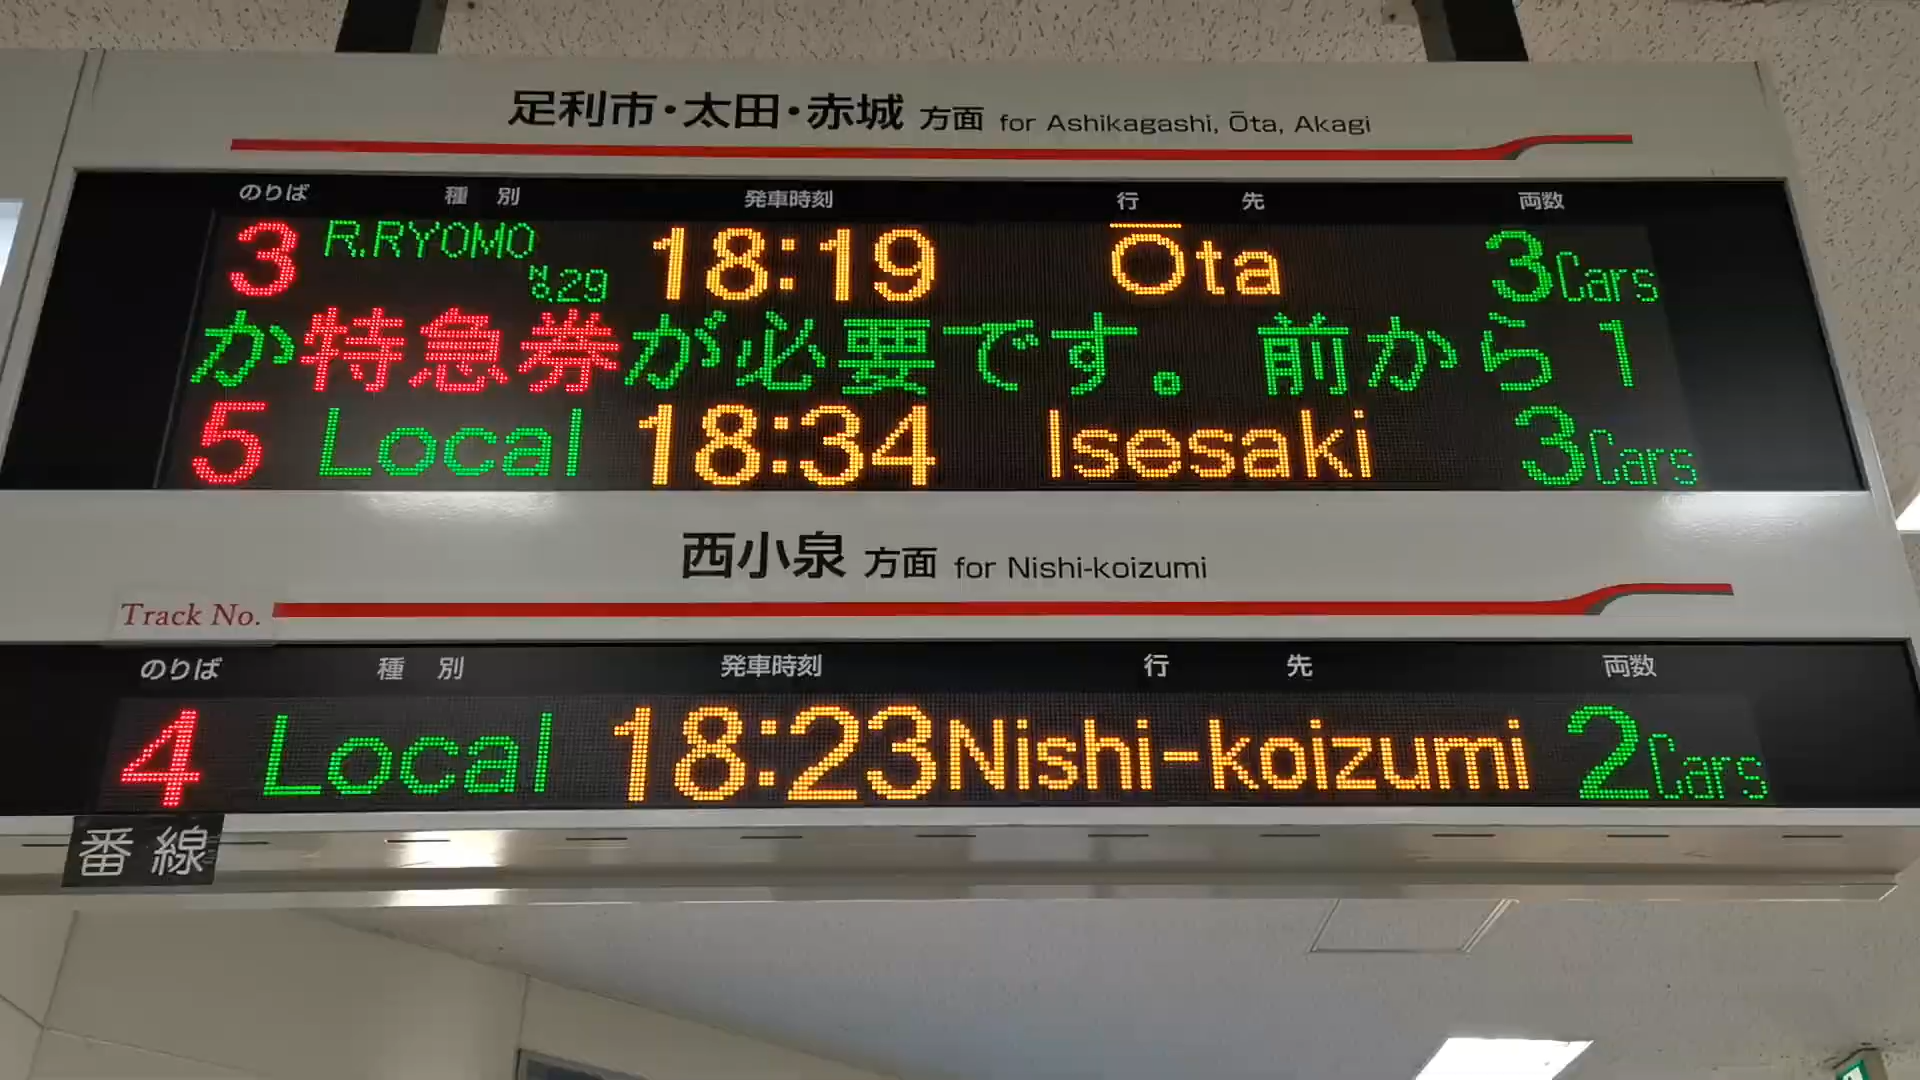 足利市・太田・赤城 方面 for Ashikagashi, Ōta, Akagi
のりば 種別 発車時刻 行先 両数
3 R.RYOMO N0.29 18:19 Ōta 3Cars
か特急券が必要です。前から1
5 Local 18:34 Isesaki 3Cars
西小泉 方面 for Nishi-koizumi
Track No.
のりば 種別 発車時刻 行先 両数
4 Local 18:23 Nishi-koizumi 2Cars
番線